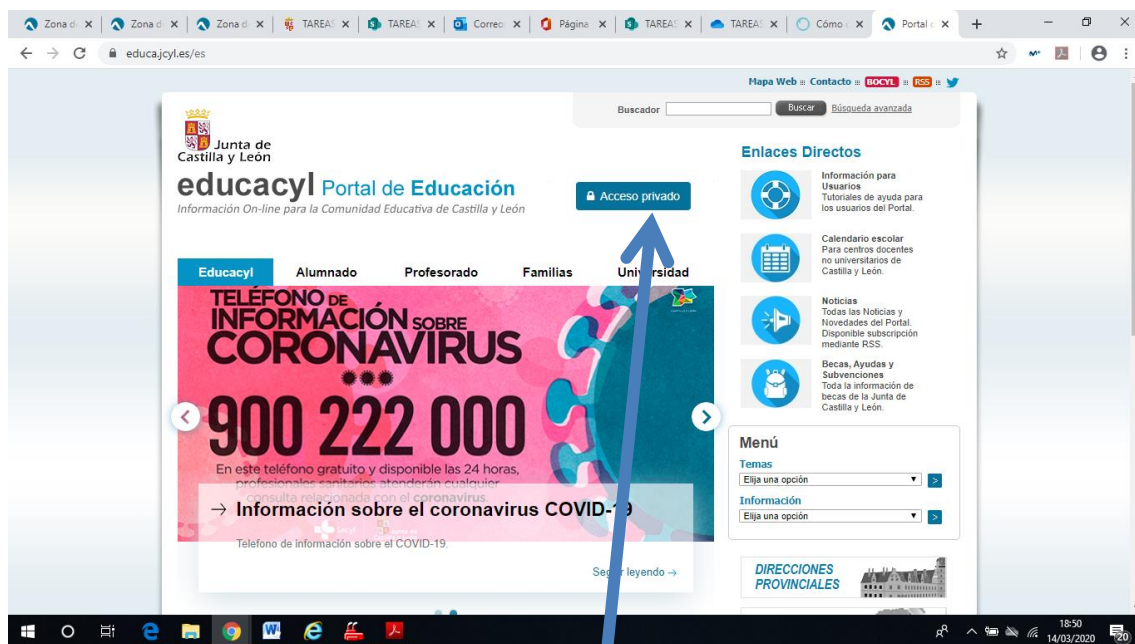 Zona d
Zona d
Zona d
TAREAS
TAREAS
Correo
Página
TAREAS
TAREAS
Cómo
Portal
educa.jcyl.es/es
Mapa Web :: Contacto :: BOCYL :: RSS ::
Buscador
Buscar
Búsqueda avanzada
Junta de
Castilla y León
educacyl Portal de Educación
Información On-line para la Comunidad Educativa de Castilla y León
Acceso privado
Educacyl Alumnado Profesorado Familias Universidad
TELÉFONO DE
INFORMACIÓN SOBRE
CORONAVIRUS
900 222 000
En este teléfono gratuito y disponible las 24 horas,
profesionales sanitarios atenderán cualquier
consulta relacionada con el coronavirus.
→ Información sobre el coronavirus COVID-19
Telefono de información sobre el COVID-19.
Seguir leyendo →
Enlaces Directos
Información para
Usuarios
Tutoriales de ayuda para
los usuarios del Portal.
Calendario escolar
Para centros docentes
no universitarios de
Castilla y León.
Noticias
Todas las Noticias y
Novedades del Portal.
Disponible subscripción
mediante RSS.
Becas, Ayudas y
Subvenciones
Toda la información de
becas de la Junta de
Castilla y León.
Menú
Temas
Elija una opción
Información
Elija una opción
DIRECCIONES
PROVINCIALES
18:50
14/03/2020
20